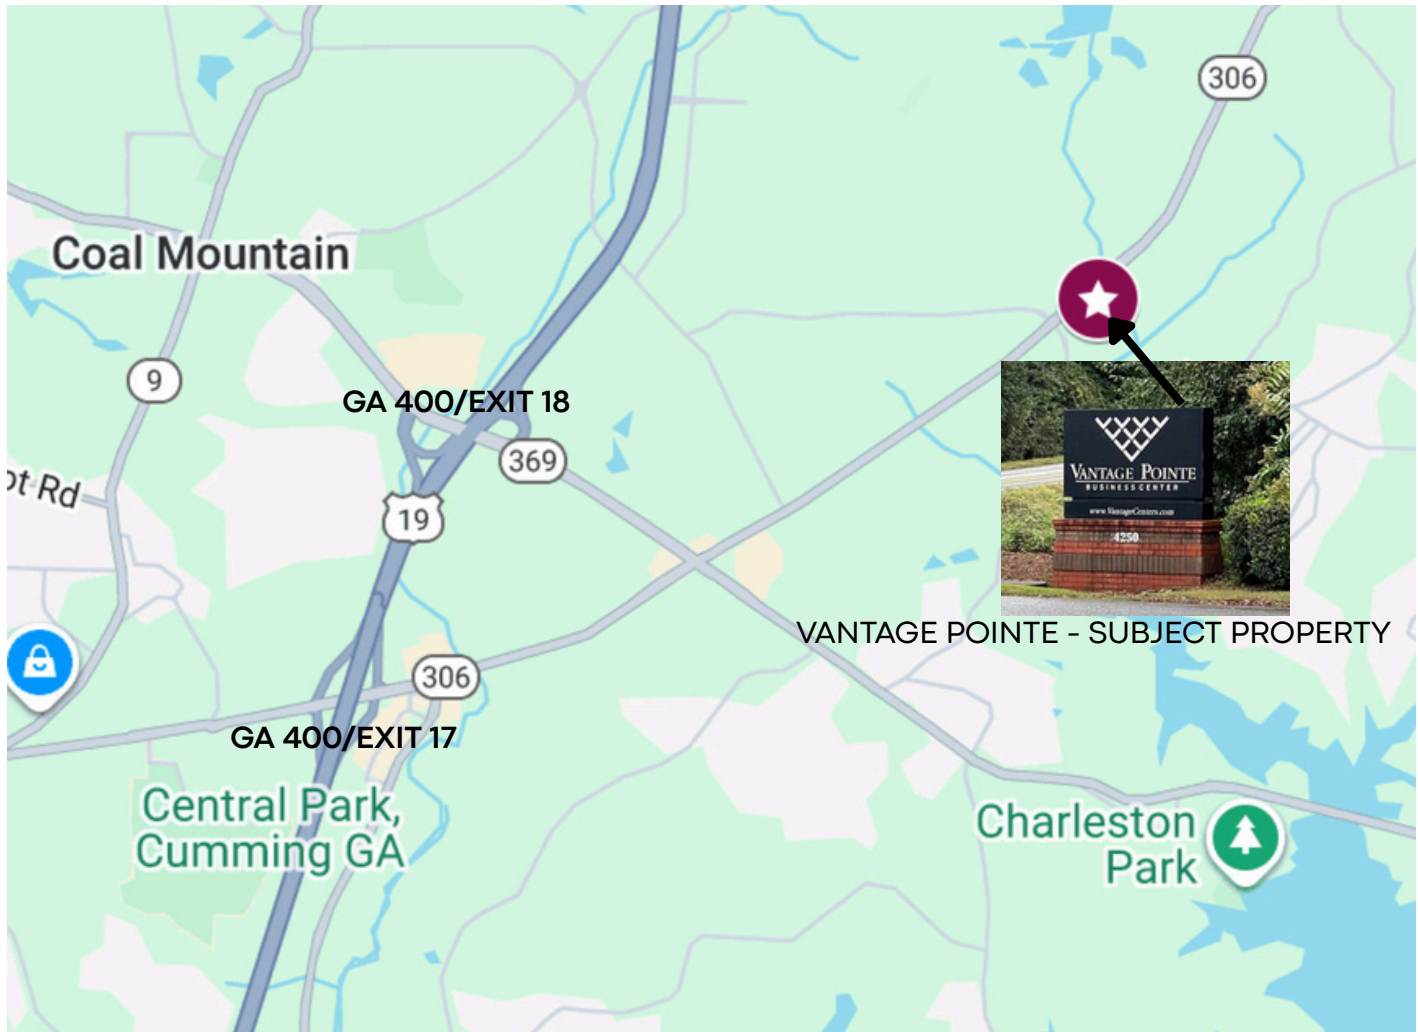 306
Coal Mountain
9
GA 400/EXIT 18
369
ot Rd
19
VANTAGE POINTE
BUSINESS CENTER
www.VantageCenters.com
4250
VANTAGE POINTE - SUBJECT PROPERTY
306
GA 400/EXIT 17
Central Park,
Cumming GA
Charleston
Park